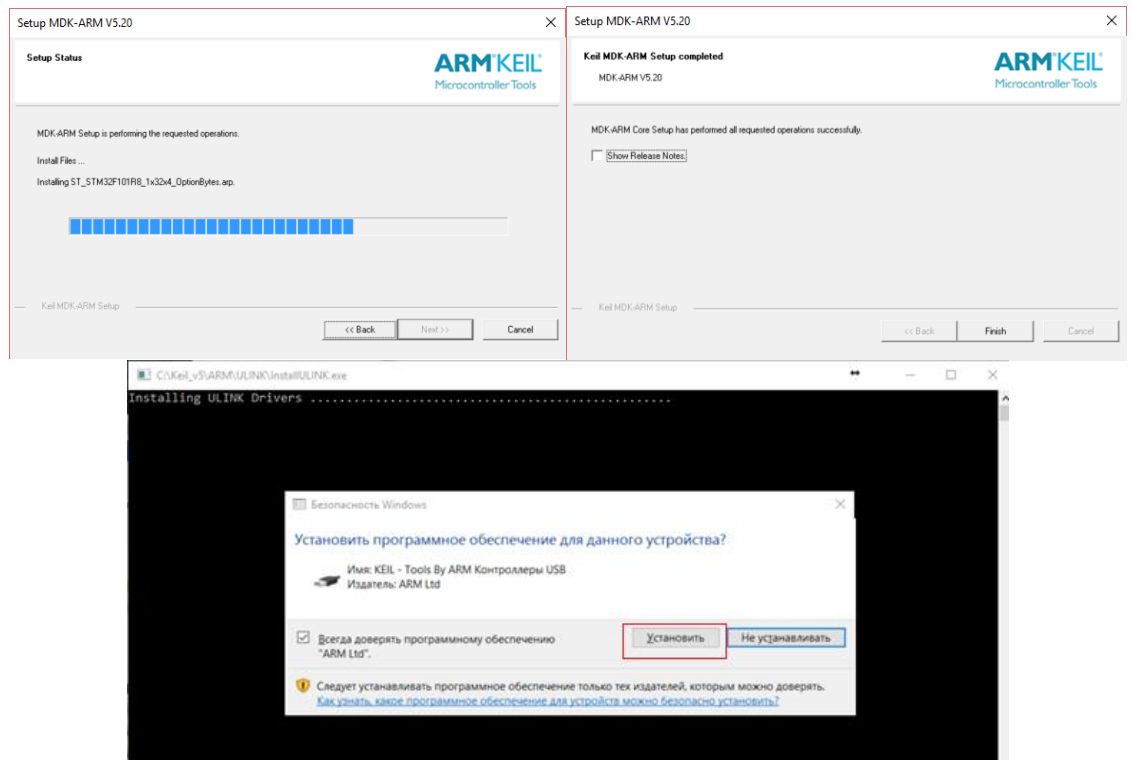 Setup MDK-ARM V5.20
Setup Status
ARM®KEIL®
Microcontroller Tools
MDK-ARM Setup is performing the requested operations.
Install Files ...
Installing ST_STM32F101R8_1x32x4_OptionBytes.arp.
Keil MDK-ARM Setup
<< Back
Next >>
Cancel
Setup MDK-ARM V5.20
Keil MDK-ARM Setup completed
MDK-ARM V5.20
ARM®KEIL®
Microcontroller Tools
MDK-ARM Core Setup has performed all requested operations successfully.
Show Release Notes.
Keil MDK-ARM Setup
<< Back
Finish
Cancel
C:\Keil_v5\ARM\ULINK\InstallULINK.exe
Installing ULINK Drivers ..................................................
Безопасность Windows
Установить программное обеспечение для данного устройства?
Имя: KEIL - Tools By ARM Контроллеры USB
Издатель: ARM Ltd
Всегда доверять программному обеспечению
"ARM Ltd".
Установить
Не устанавливать
Следует устанавливать программное обеспечение только тех издателей, которым можно доверять.
Как узнать, какое программное обеспечение для устройств можно безопасно установить?